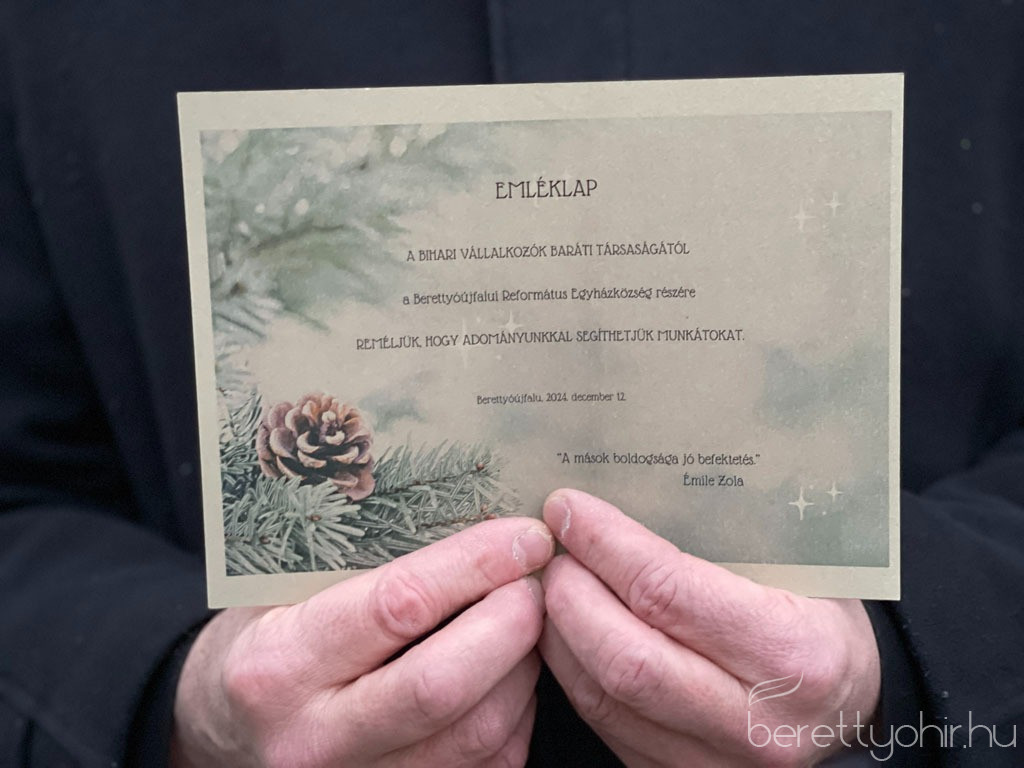 EMLÉKLAP
A BIHARI VÁLLALKOZÓK BARÁTI TÁRSASÁGÁTÓL
a Berettyóújfalui Református Egyházközség részére
REMÉLJÜK, HOGY ADOMÁNYUNKKAL SEGÍTHETJÜK MUNKÁTOKAT.
Berettyóújfalu, 2024. december 12.
"A mások boldogsága jó befektetés."
Émile Zola
berettyohir.hu